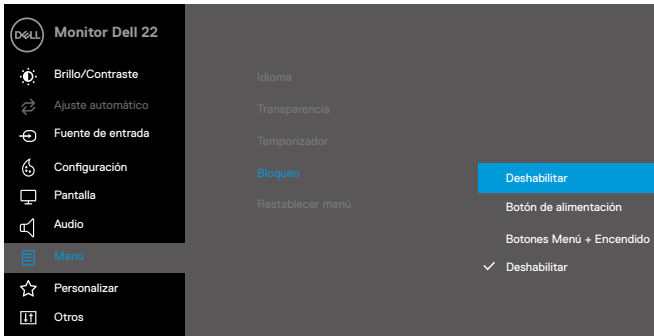 DELL
Monitor Dell 22
Brillo/Contraste
Ajuste automático
Fuente de entrada
Configuración
Pantalla
Audio
Menú
Personalizar
Otros
Idioma
Transparencia
Temporizador
Bloqueo
Restablecer menú
Deshabilitar
Botón de alimentación
Botones Menú + Encendido
Deshabilitar